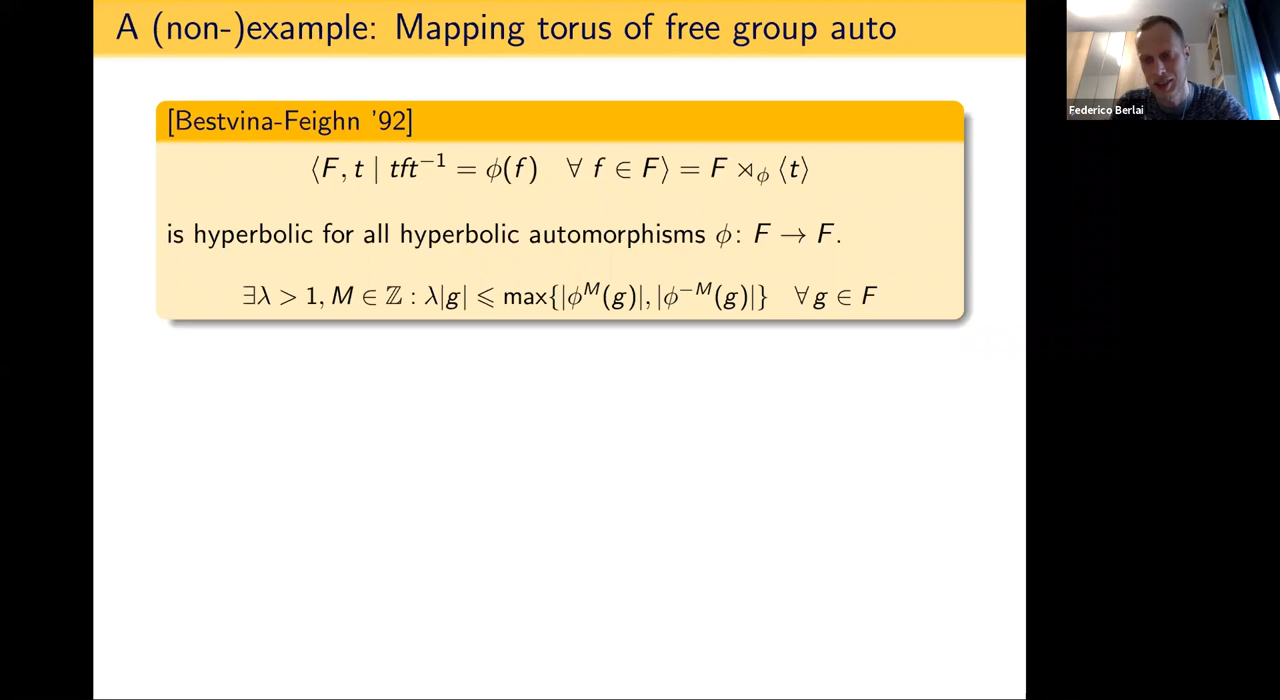 A (non-)example: Mapping torus of free group auto
[Bestvina-Feighn '92]
⟨F, t | tft⁻¹ = ϕ(f) ∀ f ∈ F⟩ = F ⋊_ϕ ⟨t⟩
is hyperbolic for all hyperbolic automorphisms ϕ: F → F.
∃λ > 1, M ∈ ℤ : λ|g| ⩽ max{|ϕᴹ(g)|, |ϕ⁻ᴹ(g)|} ∀ g ∈ F
Federico Berlai